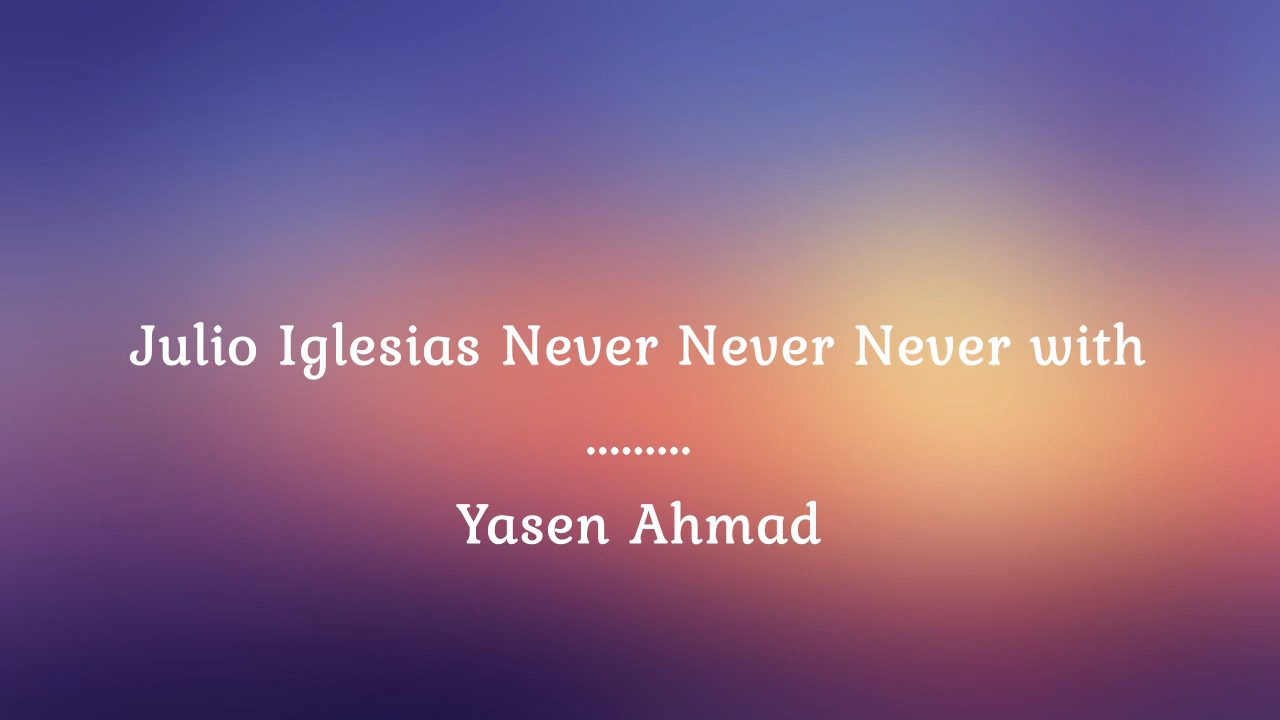 Julio Iglesias Never Never Never with
.........
Yasen Ahmad